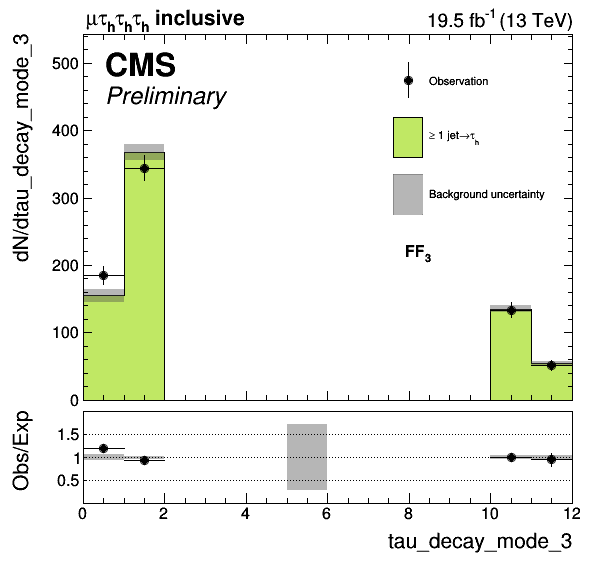 μτhτhτh inclusive
19.5 fb-1 (13 TeV)
CMS
Preliminary
Observation
≥ 1 jet→τh
Background uncertainty
FF3
dN/dtau_decay_mode_3
500
400
300
200
100
0
Obs/Exp
1.5
1
0.5
0 2 4 6 8 10 12
tau_decay_mode_3